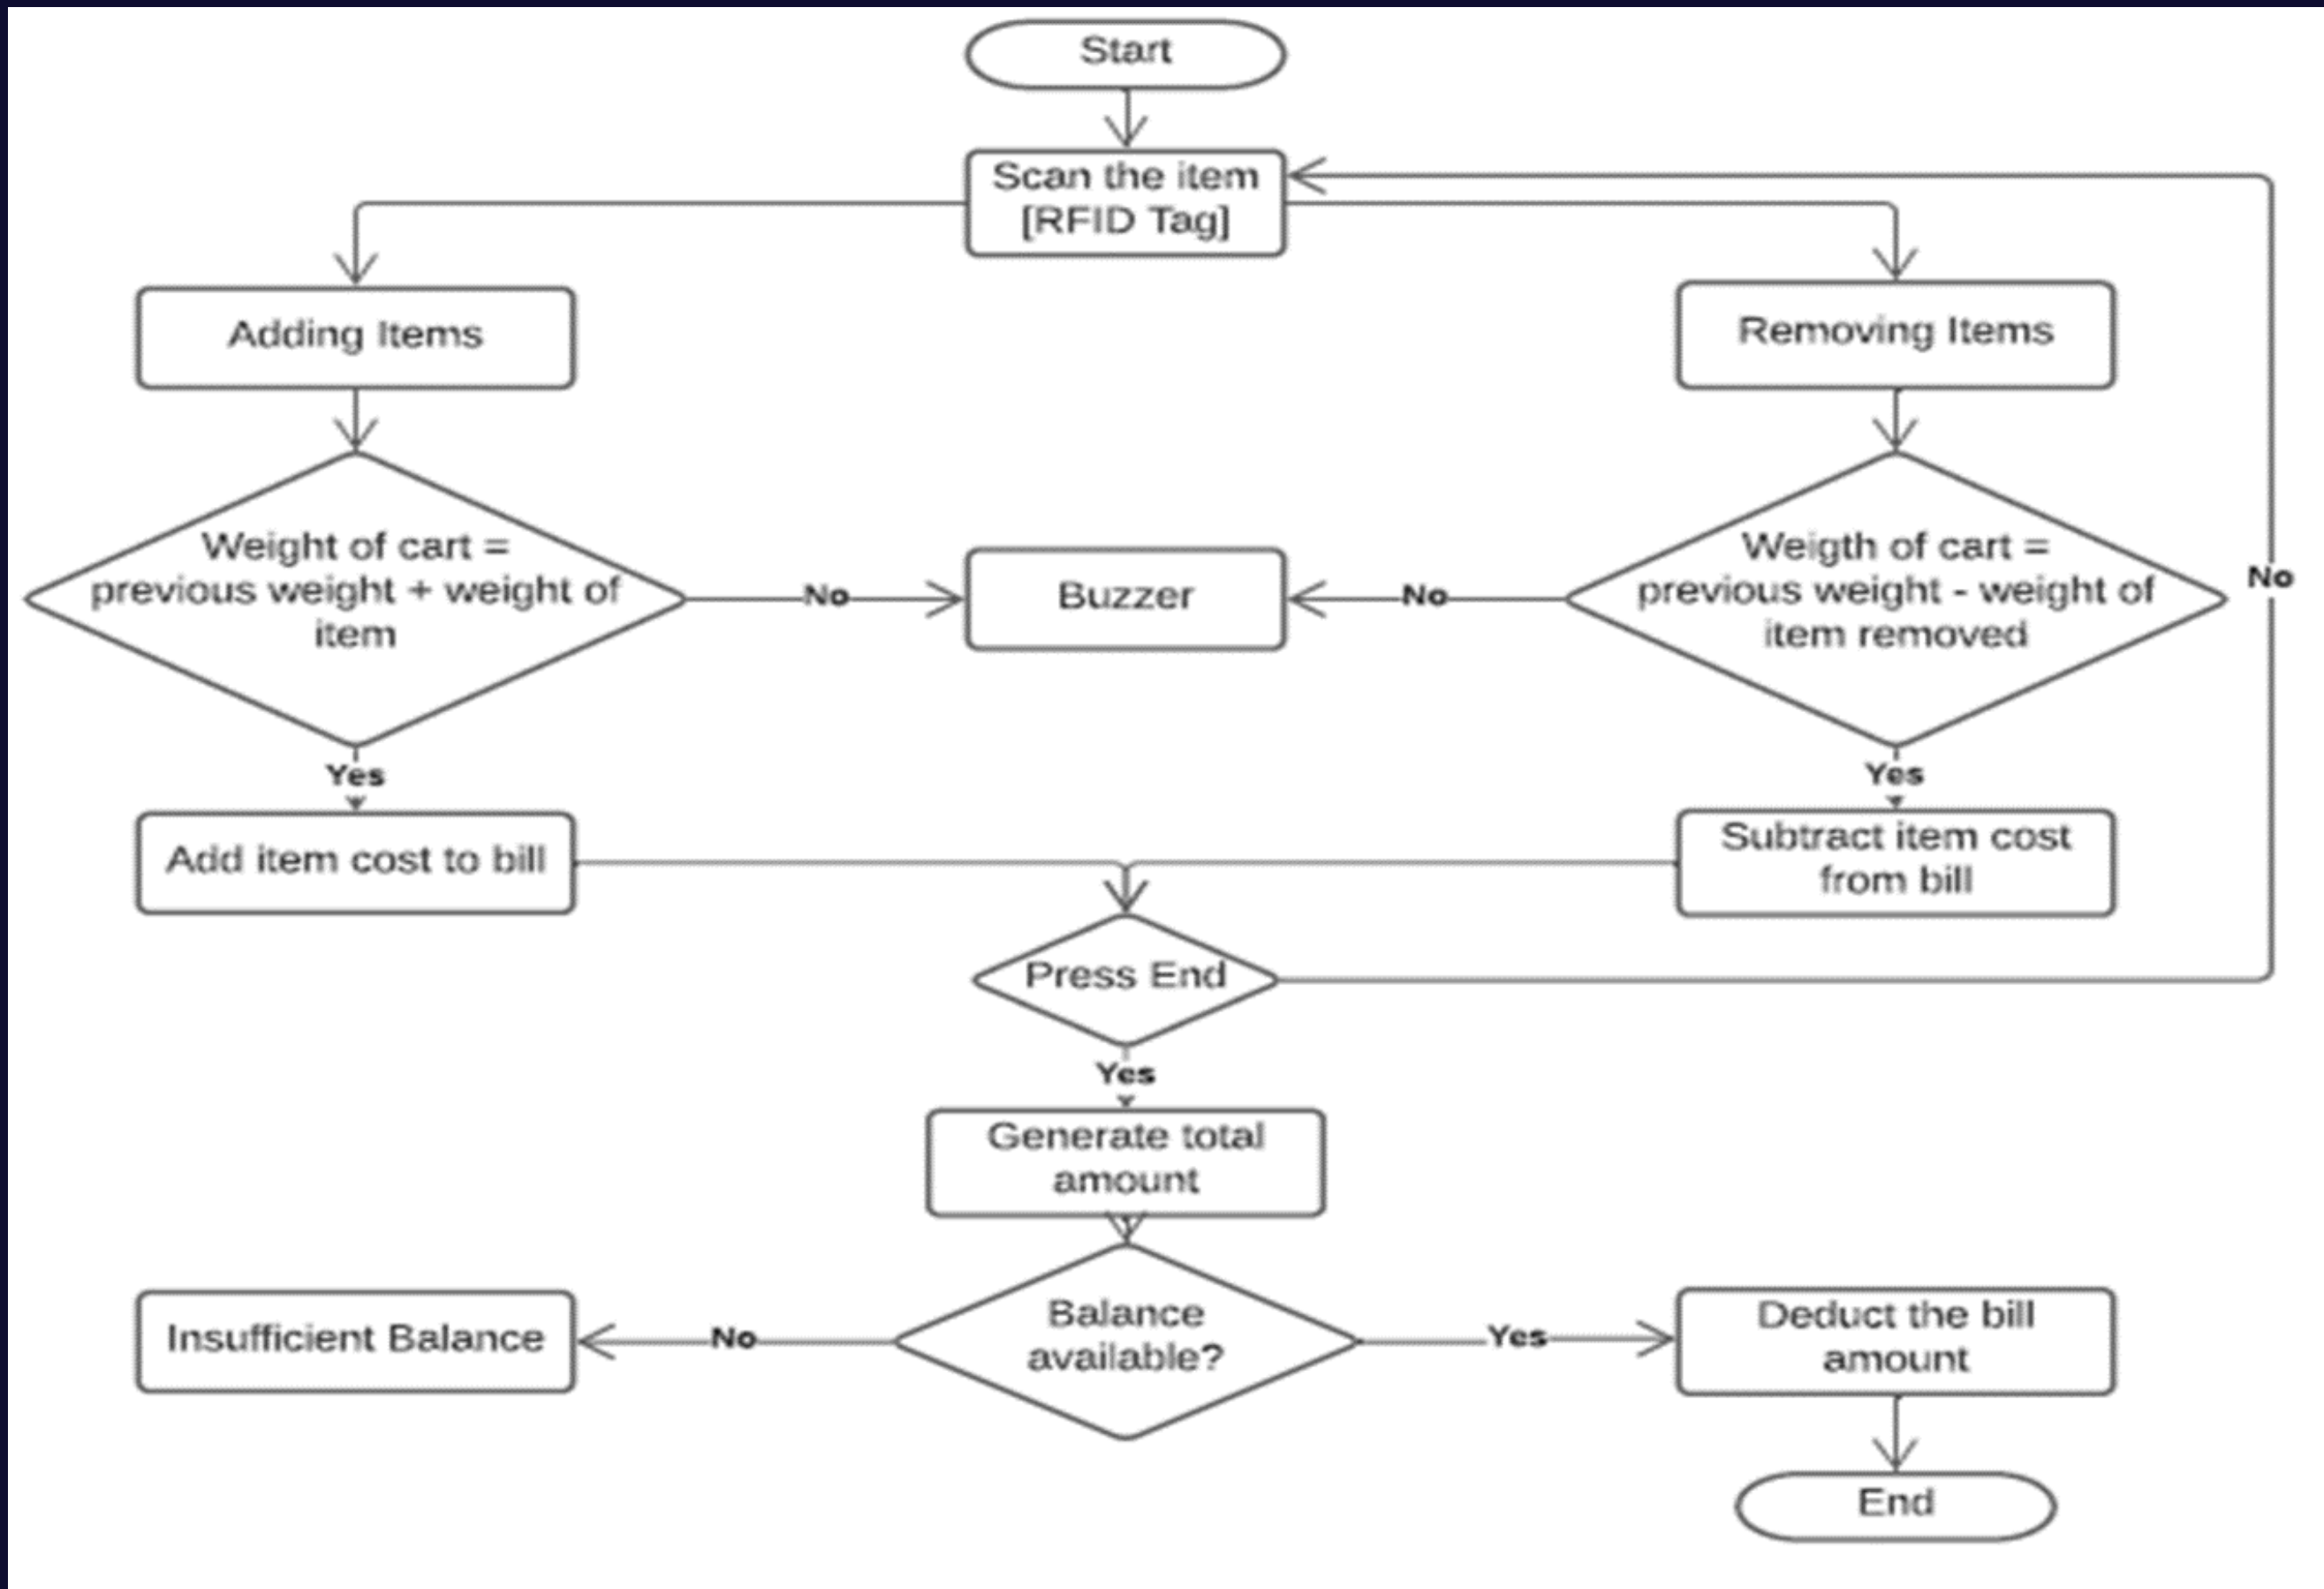 Start
Scan the item
[RFID Tag]
Adding Items
Removing Items
Weight of cart =
previous weight + weight of
item
No
Buzzer
No
Weigth of cart =
previous weight - weight of
item removed
No
Yes
Yes
Add item cost to bill
Subtract item cost
from bill
Press End
Yes
Generate total
amount
Insufficient Balance
No
Balance
available?
Yes
Deduct the bill
amount
End